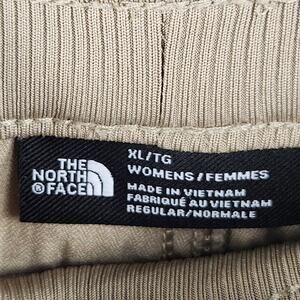 THE
NORTH
FACE
®
XL/TG
WOMENS/FEMMES
MADE IN VIETNAM
FABRIQUÉ AU VIETNAM
REGULAR/NORMALE